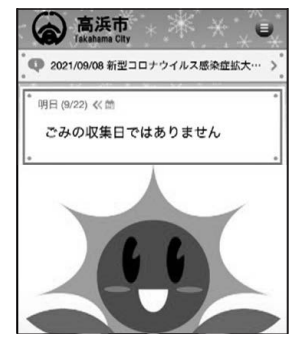 高浜市
Takahama City
2021/09/08 新型コロナウイルス感染症拡大…
明日 (9/22)
ごみの収集日ではありません